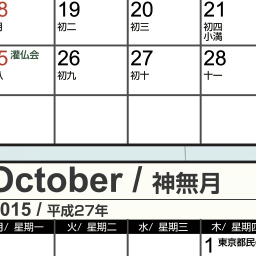 8 19 20 21
初二 初三 初四
小満
5 灌仏会 26 27 28
八 初九 初十 十一
October / 神無月
2015 / 平成27年
月/ 星期一 火/ 星期二 水/ 星期三 木/ 星期四
1 東京都民